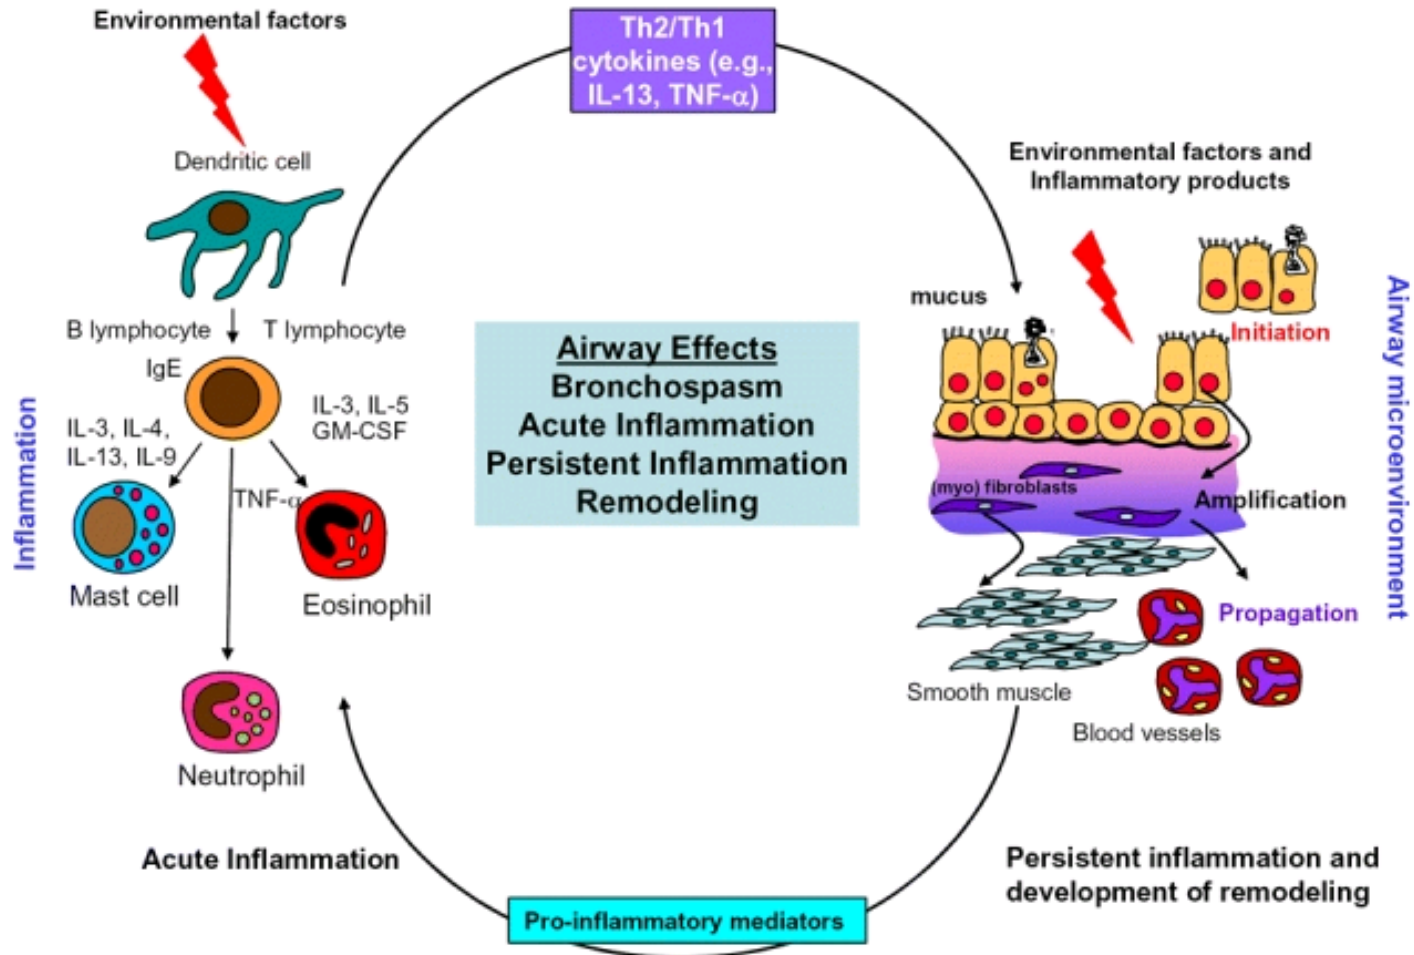 Environmental factors
Dendritic cell
B lymphocyte
T lymphocyte
IgE
IL-3, IL-4,
IL-13, IL-9
IL-3, IL-5
GM-CSF
TNF-α
Mast cell
Eosinophil
Neutrophil
Inflammation
Acute Inflammation
Th2/Th1
cytokines (e.g.,
IL-13, TNF-α)
Airway Effects
Bronchospasm
Acute Inflammation
Persistent Inflammation
Remodeling
Pro-inflammatory mediators
Environmental factors and
Inflammatory products
mucus
Initiation
(myo) fibroblasts
Amplification
Propagation
Smooth muscle
Blood vessels
Airway microenvironment
Persistent inflammation and
development of remodeling